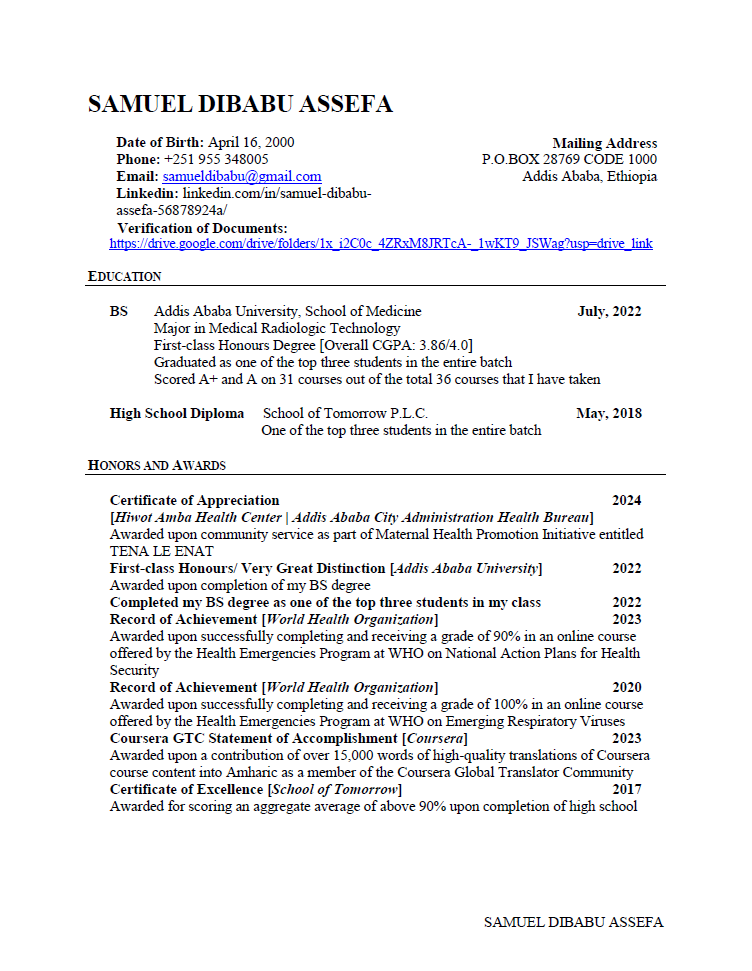 SAMUEL DIBABU ASSEFA
Date of Birth: April 16, 2000
Phone: +251 955 348005
Email: samueldibabu@gmail.com
Linkedin: linkedin.com/in/samuel-dibabu-
assefa-56878924a/
Mailing Address
P.O.BOX 28769 CODE 1000
Addis Ababa, Ethiopia
Verification of Documents:
https://drive.google.com/drive/folders/1x_i2C0c_4ZRxM8JRTcA-_1wKT9_JSWag?usp=drive_link
EDUCATION
BS Addis Ababa University, School of Medicine July, 2022
Major in Medical Radiologic Technology
First-class Honours Degree [Overall CGPA: 3.86/4.0]
Graduated as one of the top three students in the entire batch
Scored A+ and A on 31 courses out of the total 36 courses that I have taken
High School Diploma School of Tomorrow P.L.C. May, 2018
One of the top three students in the entire batch
HONORS AND AWARDS
Certificate of Appreciation 2024
[Hiwot Amba Health Center | Addis Ababa City Administration Health Bureau]
Awarded upon community service as part of Maternal Health Promotion Initiative entitled
TENA LE ENAT
First-class Honours/ Very Great Distinction [Addis Ababa University] 2022
Awarded upon completion of my BS degree
Completed my BS degree as one of the top three students in my class 2022
Record of Achievement [World Health Organization] 2023
Awarded upon successfully completing and receiving a grade of 90% in an online course
offered by the Health Emergencies Program at WHO on National Action Plans for Health
Security
Record of Achievement [World Health Organization] 2020
Awarded upon successfully completing and receiving a grade of 100% in an online course
offered by the Health Emergencies Program at WHO on Emerging Respiratory Viruses
Coursera GTC Statement of Accomplishment [Coursera] 2023
Awarded upon a contribution of over 15,000 words of high-quality translations of Coursera
course content into Amharic as a member of the Coursera Global Translator Community
Certificate of Excellence [School of Tomorrow] 2017
Awarded for scoring an aggregate average of above 90% upon completion of high school
SAMUEL DIBABU ASSEFA